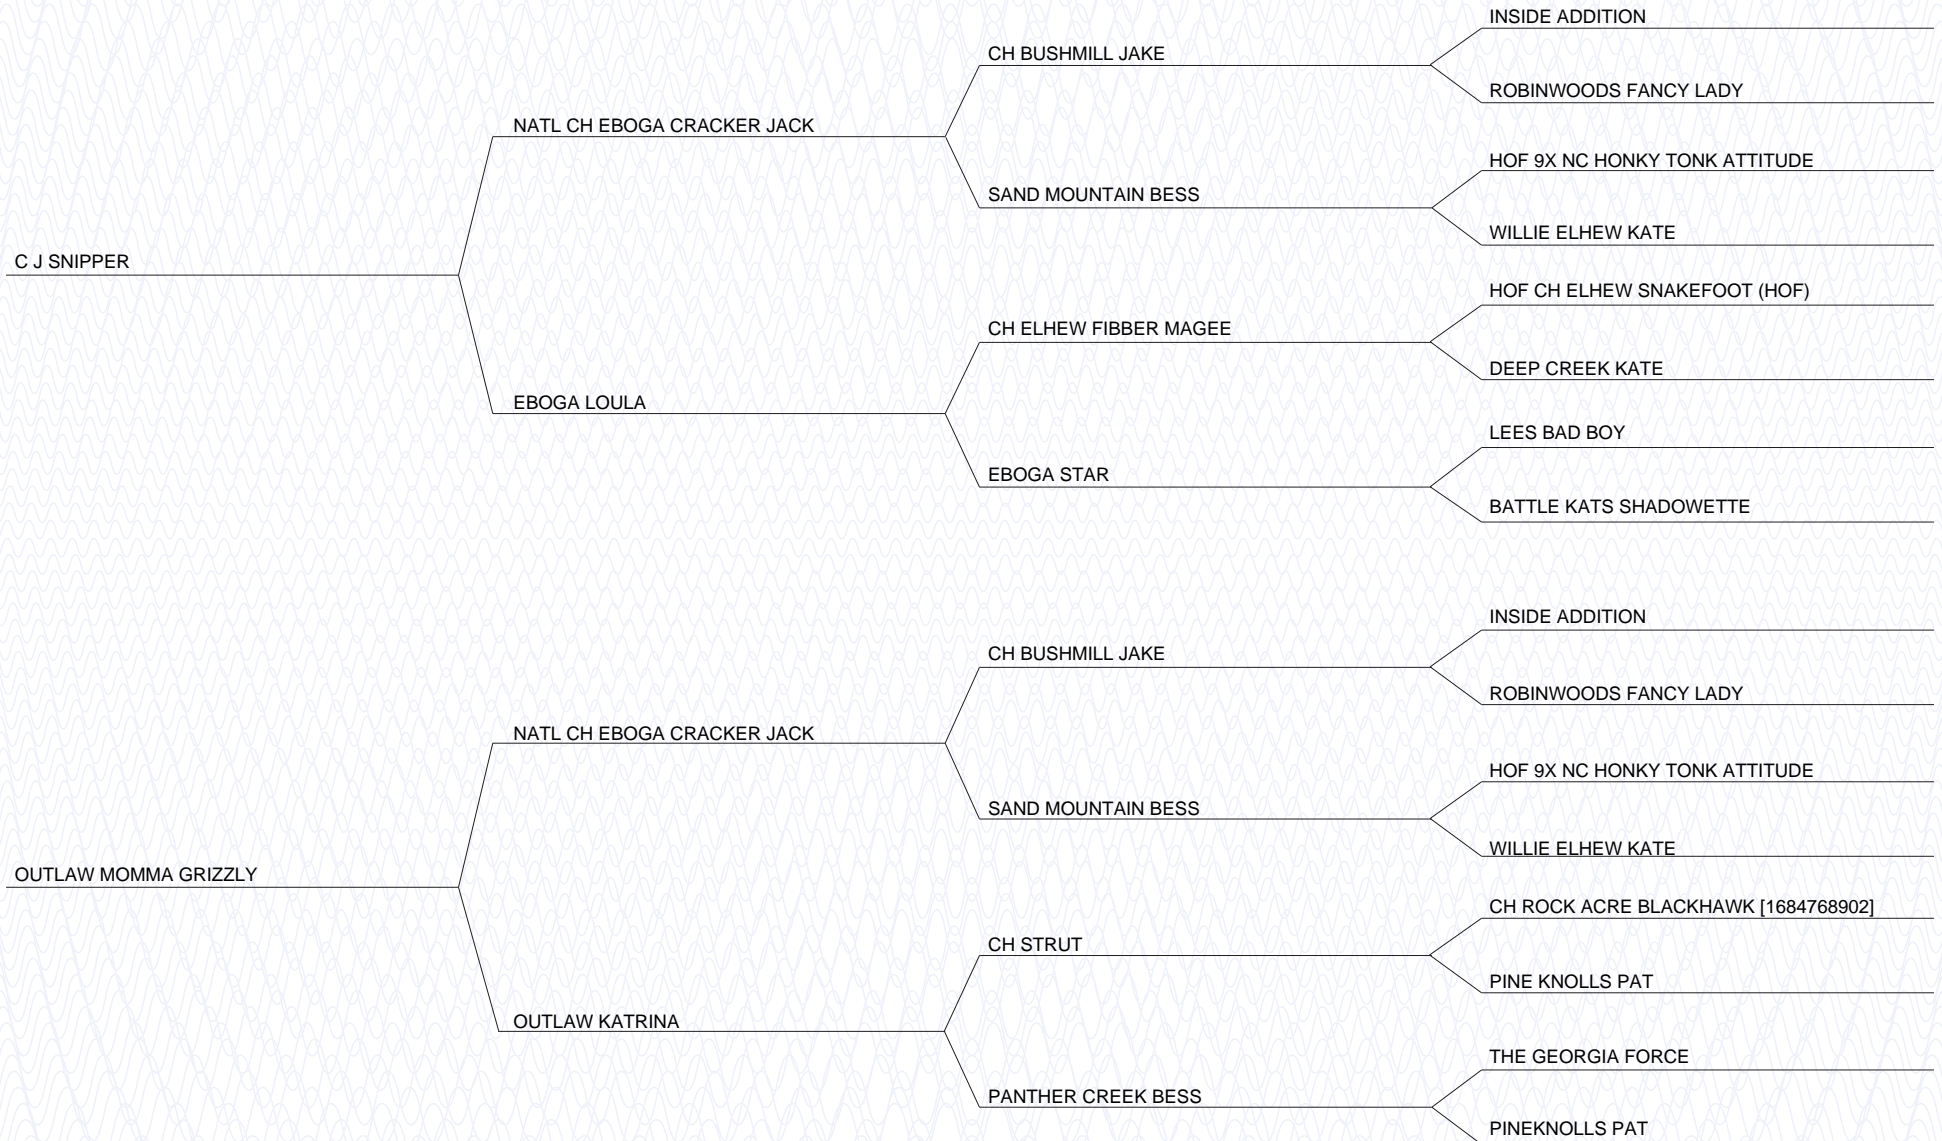 INSIDE ADDITION
CH BUSHMILL JAKE
ROBINWOODS FANCY LADY
NATL CH EBOGA CRACKER JACK
HOF 9X NC HONKY TONK ATTITUDE
SAND MOUNTAIN BESS
WILLIE ELHEW KATE
C J SNIPPER
HOF CH ELHEW SNAKEFOOT (HOF)
CH ELHEW FIBBER MAGEE
DEEP CREEK KATE
EBOGA LOULA
LEES BAD BOY
EBOGA STAR
BATTLE KATS SHADOWETTE
INSIDE ADDITION
CH BUSHMILL JAKE
ROBINWOODS FANCY LADY
NATL CH EBOGA CRACKER JACK
HOF 9X NC HONKY TONK ATTITUDE
SAND MOUNTAIN BESS
WILLIE ELHEW KATE
OUTLAW MOMMA GRIZZLY
CH ROCK ACRE BLACKHAWK [1684768902]
CH STRUT
PINE KNOLLS PAT
OUTLAW KATRINA
THE GEORGIA FORCE
PANTHER CREEK BESS
PINEKNOLLS PAT